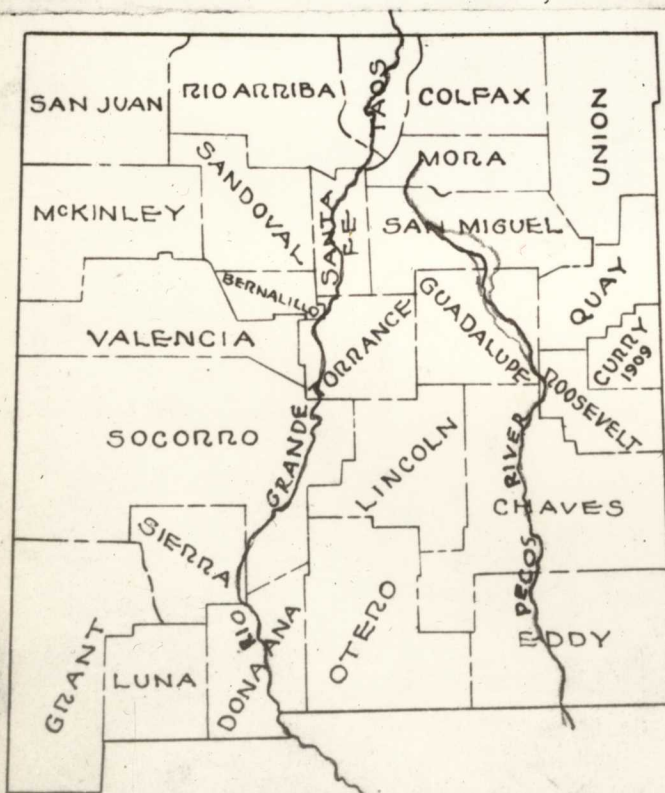 SAN JUAN
RIO ARRIBA
TAOS
COLFAX
UNION
MORA
McKINLEY
SANDOVAL
SANTA
FE
SAN MIGUEL
BERNALILLO
QUAY
VALENCIA
TORRANCE
GUADALUPE
CURRY
1909
ROOSEVELT
SOCORRO
RIO GRANDE
LINCOLN
PECOS RIVER
CHAVES
SIERRA
GRANT
LUNA
DONA ANA
OTERO
EDDY